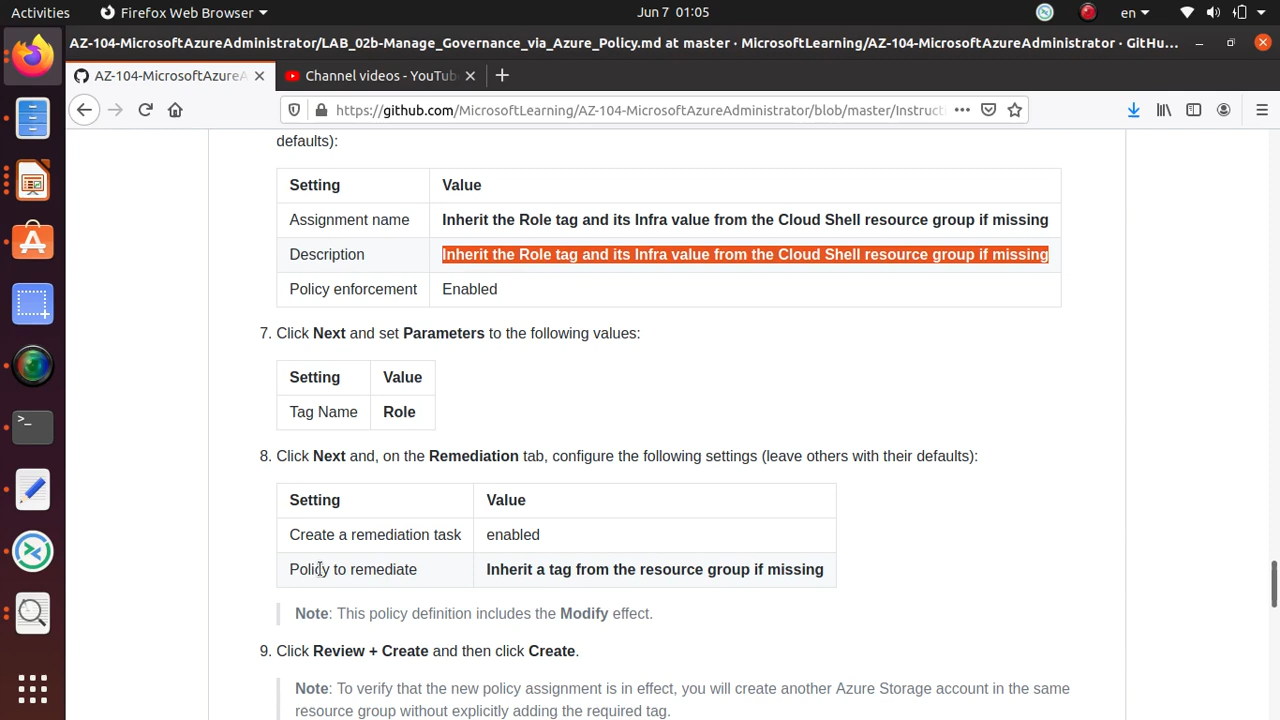 Activities
Firefox Web Browser
Jun 7 01:05
en
AZ-104-MicrosoftAzureAdministrator/LAB_02b-Manage_Governance_via_Azure_Policy.md at master · MicrosoftLearning/AZ-104-MicrosoftAzureAdministrator · GitHu...
AZ-104-MicrosoftAzureA
Channel videos - YouTub
https://github.com/MicrosoftLearning/AZ-104-MicrosoftAzureAdministrator/blob/master/Instructi
defaults):
Setting Value
Assignment name Inherit the Role tag and its Infra value from the Cloud Shell resource group if missing
Description Inherit the Role tag and its Infra value from the Cloud Shell resource group if missing
Policy enforcement Enabled
7. Click Next and set Parameters to the following values:
Setting Value
Tag Name Role
8. Click Next and, on the Remediation tab, configure the following settings (leave others with their defaults):
Setting Value
Create a remediation task enabled
Policy to remediate Inherit a tag from the resource group if missing
Note: This policy definition includes the Modify effect.
9. Click Review + Create and then click Create.
Note: To verify that the new policy assignment is in effect, you will create another Azure Storage account in the same
resource group without explicitly adding the required tag.